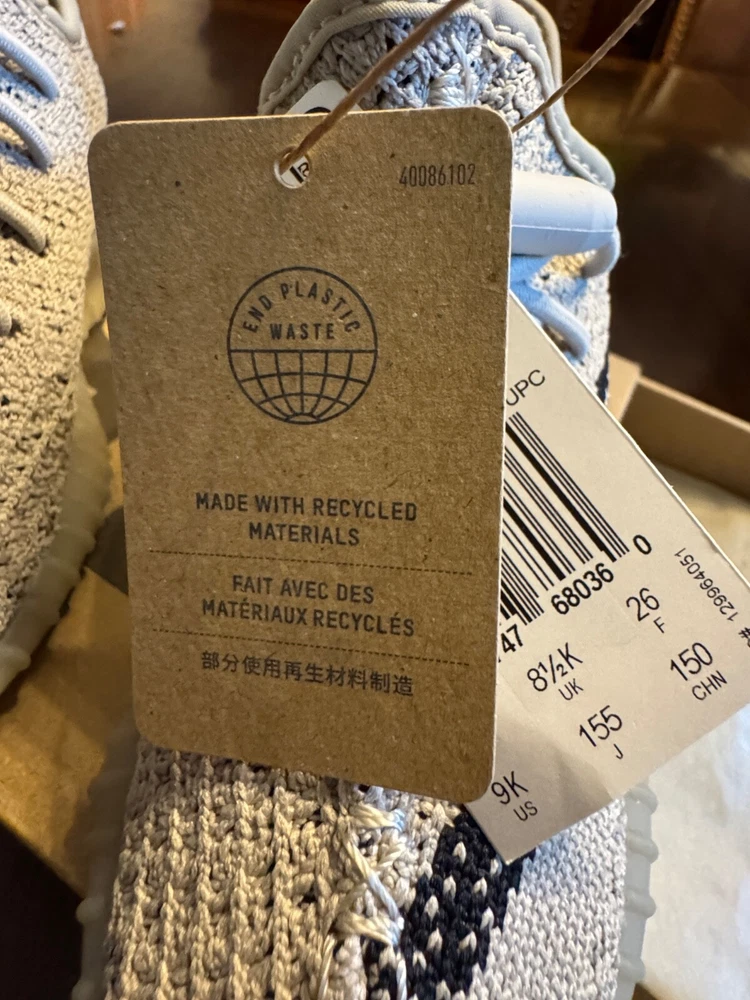 40D86102
END PLASTIC
WASTE
MADE WITH RECYCLED
MATERIALS
FAIT AVEC DES
MATÉRIAUX RECYCLÉS
部分使用再生材料制造
UPC
47 68036 0
129964051
8½K
UK
26
F
9K
US
155
J
150
CHN